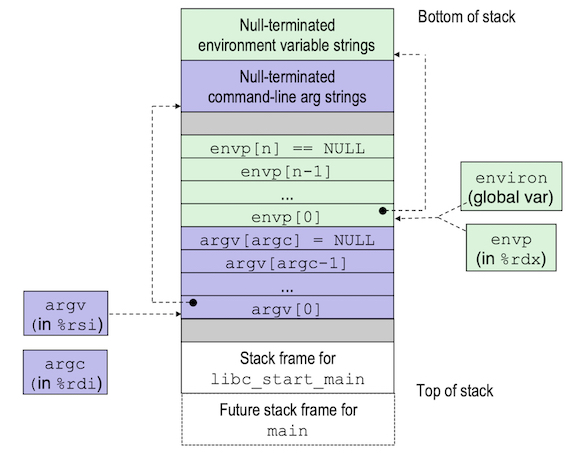 Null-terminated
environment variable strings
Bottom of stack
Null-terminated
command-line arg strings
envp[n] == NULL
envp[n-1]
...
envp[0]
environ
(global var)
envp
(in %rdx)
argv[argc] = NULL
argv[argc-1]
...
argv[0]
argv
(in %rsi)
argc
(in %rdi)
Stack frame for
libc_start_main
Top of stack
Future stack frame for
main